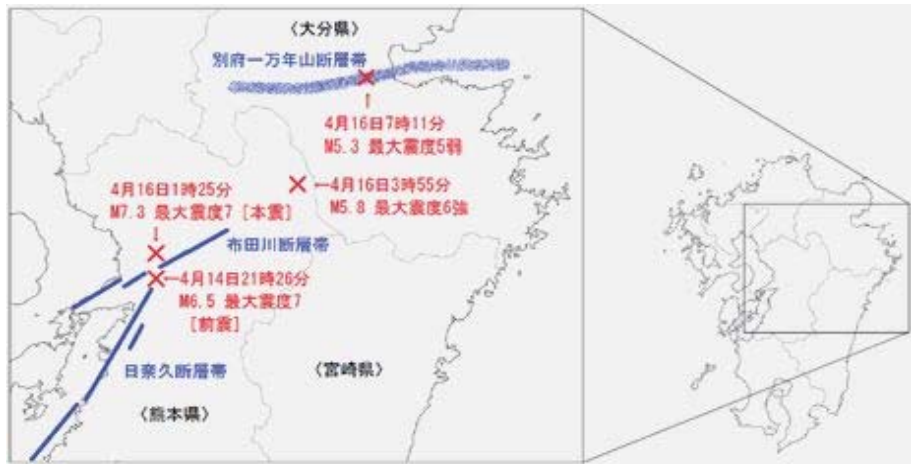 〈大分県〉
別府一万年山断層帯
↑
4月16日7時11分
M5.3 最大震度5弱
4月16日1時25分
M7.3 最大震度7 [本震]
↓
←4月16日3時55分
M5.8 最大震度6強
布田川断層帯
←4月14日21時26分
M6.5 最大震度7
[前震]
日奈久断層帯
〈宮崎県〉
〈熊本県〉